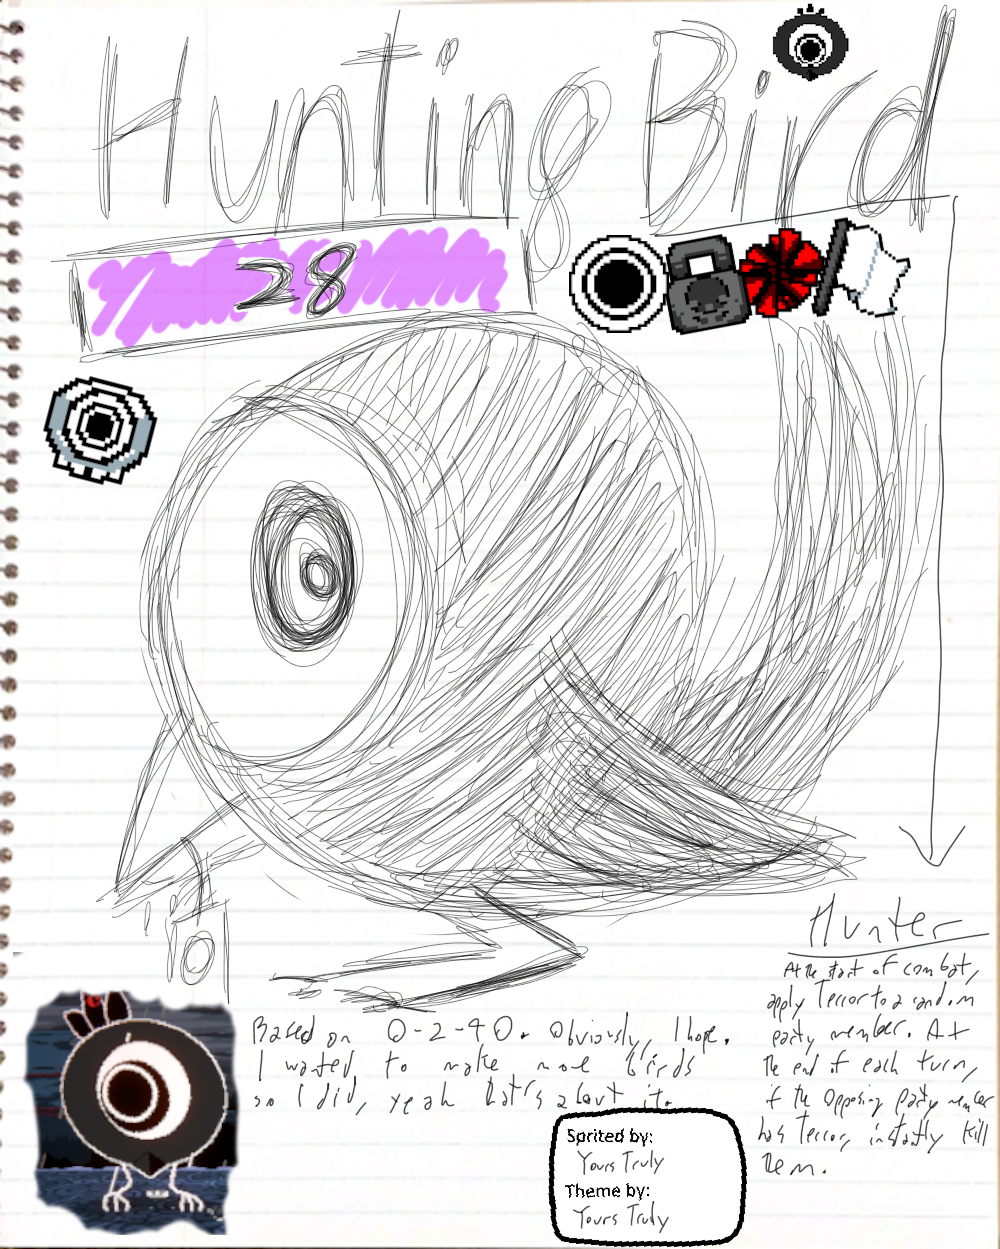 Hunting Bird
28
Hunter
At the start of combat,
apply Terror to a random
party member. At
the end of each turn,
if the opposing party member
has Terror, instantly kill
them.
Based on O-2-40. Obviously, I hope.
I wanted to make more birds
so I did, yeah that's about it.
Sprited by:
Yours Truly
Theme by:
Yours Truly